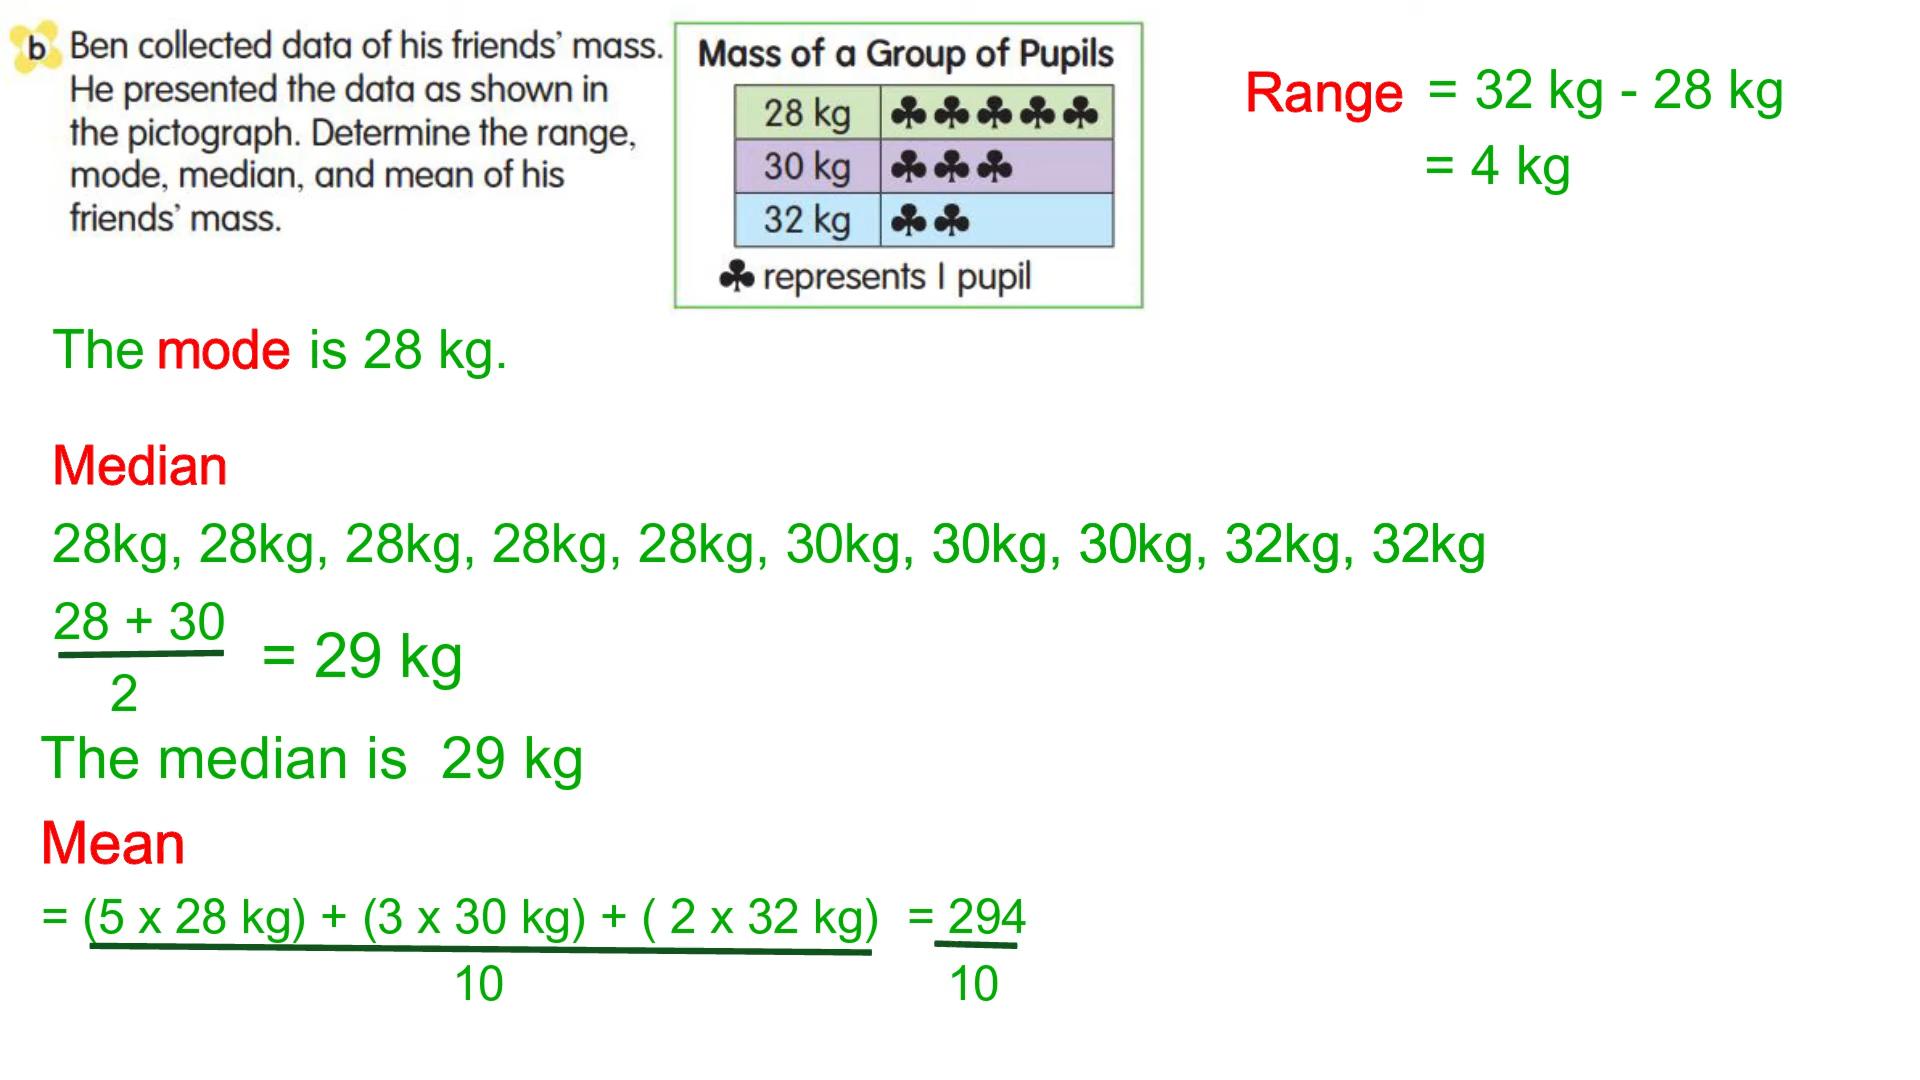 b Ben collected data of his friends' mass.
He presented the data as shown in
the pictograph. Determine the range,
mode, median, and mean of his
friends' mass.
Mass of a Group of Pupils
28 kg ♣ ♣ ♣ ♣ ♣
30 kg ♣ ♣ ♣
32 kg ♣ ♣
♣ represents 1 pupil
Range = 32 kg - 28 kg
= 4 kg
The mode is 28 kg.
Median
28kg, 28kg, 28kg, 28kg, 28kg, 30kg, 30kg, 30kg, 32kg, 32kg
28 + 30
2
= 29 kg
The median is 29 kg
Mean
= (5 x 28 kg) + (3 x 30 kg) + ( 2 x 32 kg) = 294
10 10